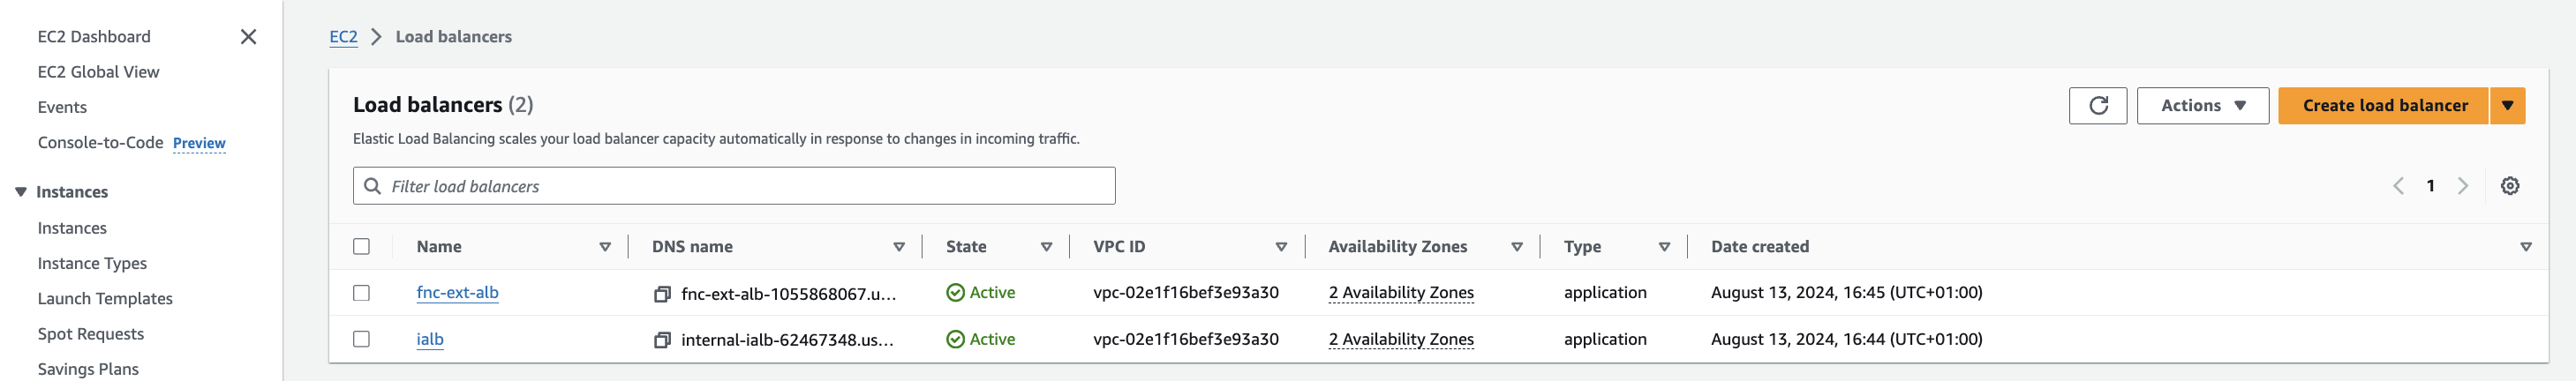 EC2 Dashboard
EC2 Global View
Events
Console-to-Code Preview
Instances
Instances
Instance Types
Launch Templates
Spot Requests
Savings Plans
EC2 Load balancers
Load balancers (2)
Actions
Create load balancer
Elastic Load Balancing scales your load balancer capacity automatically in response to changes in incoming traffic.
Filter load balancers
1
Name DNS name State VPC ID Availability Zones Type Date created
fnc-ext-alb fnc-ext-alb-1055868067.u... Active vpc-02e1f16bef3e93a30 2 Availability Zones application August 13, 2024, 16:45 (UTC+01:00)
ialb internal-ialb-62467348.us... Active vpc-02e1f16bef3e93a30 2 Availability Zones application August 13, 2024, 16:44 (UTC+01:00)